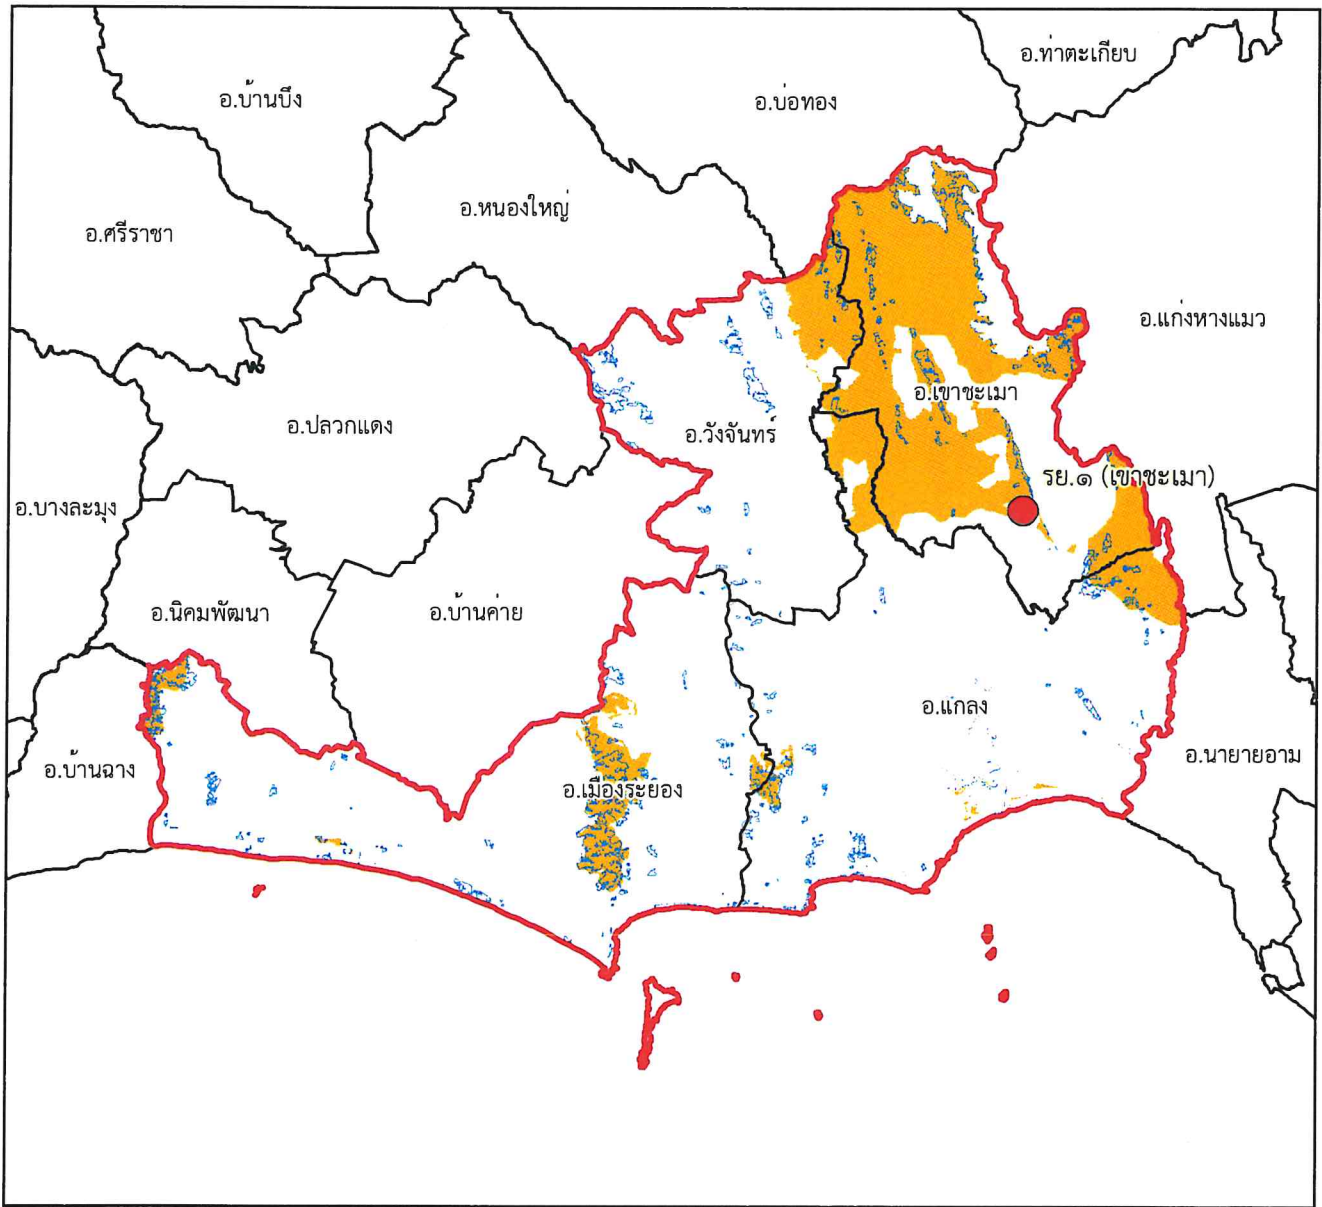 อ.ท่าตะเกียบ
อ.บ้านบึง
อ.บ่อทอง
อ.หนองใหญ่
อ.ศรีราชา
อ.แก่งหางแมว
อ.เขาชะเมา
อ.ปลวกแดง
อ.วังจันทร์
รย.๑ (เขาชะเมา)
อ.บางละมุง
อ.นิคมพัฒนา
อ.บ้านค่าย
อ.แกลง
อ.นายายอาม
อ.บ้านฉาง
อ.เมืองระยอง